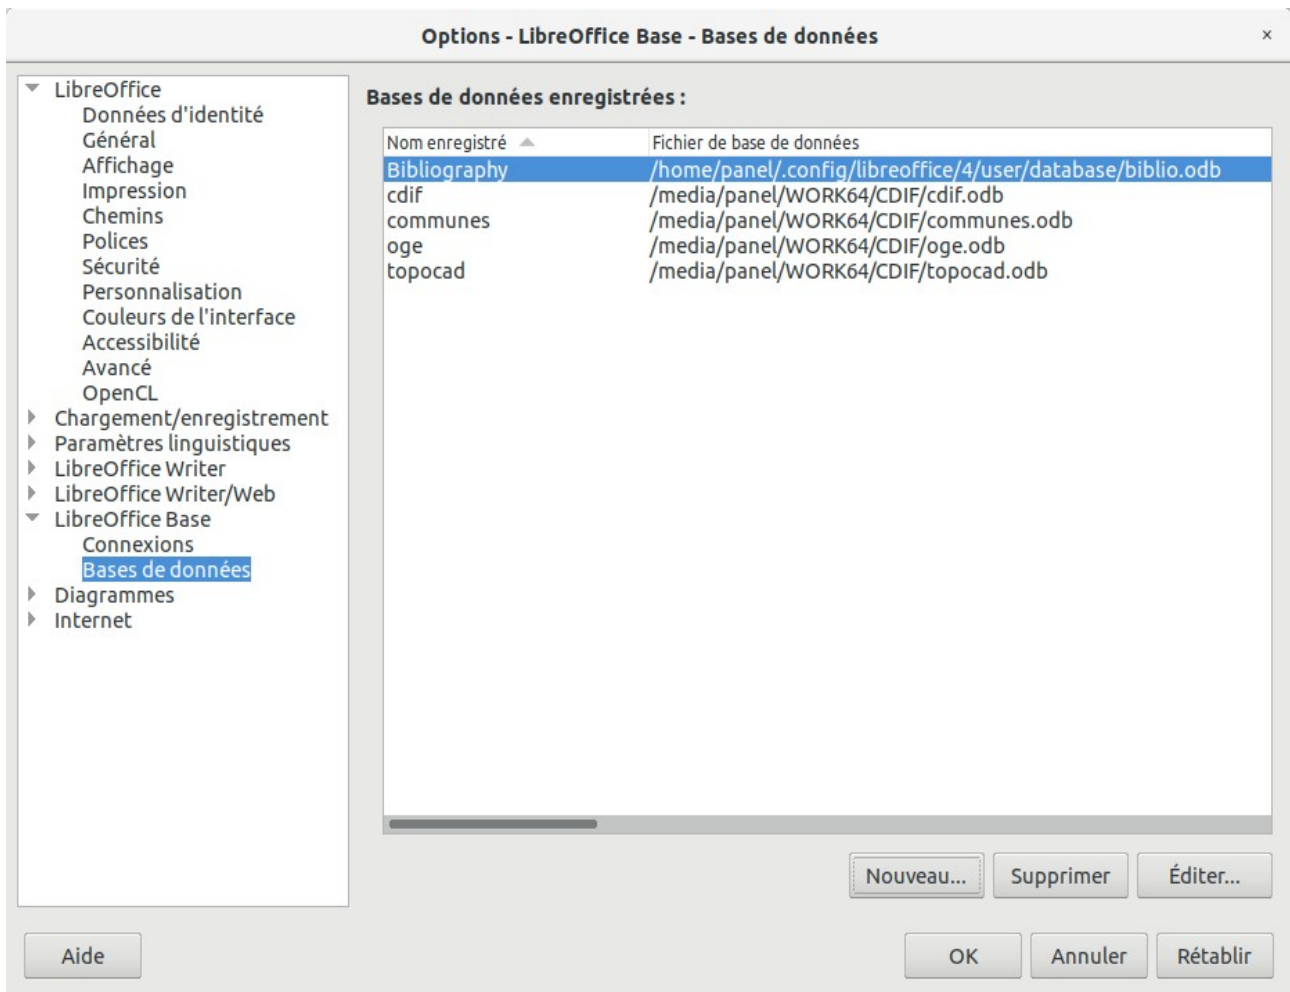 Options - LibreOffice Base - Bases de données
×
LibreOffice
Données d'identité
Général
Affichage
Impression
Chemins
Polices
Sécurité
Personnalisation
Couleurs de l'interface
Accessibilité
Avancé
OpenCL
Chargement/enregistrement
Paramètres linguistiques
LibreOffice Writer
LibreOffice Writer/Web
LibreOffice Base
Connexions
Bases de données
Diagrammes
Internet
Bases de données enregistrées :
Nom enregistré Fichier de base de données
Bibliography /home/panel/.config/libreoffice/4/user/database/biblio.odb
cdif /media/panel/WORK64/CDIF/cdif.odb
communes /media/panel/WORK64/CDIF/communes.odb
oge /media/panel/WORK64/CDIF/oge.odb
topocad /media/panel/WORK64/CDIF/topocad.odb
Nouveau... Supprimer Éditer...
Aide OK Annuler Rétablir